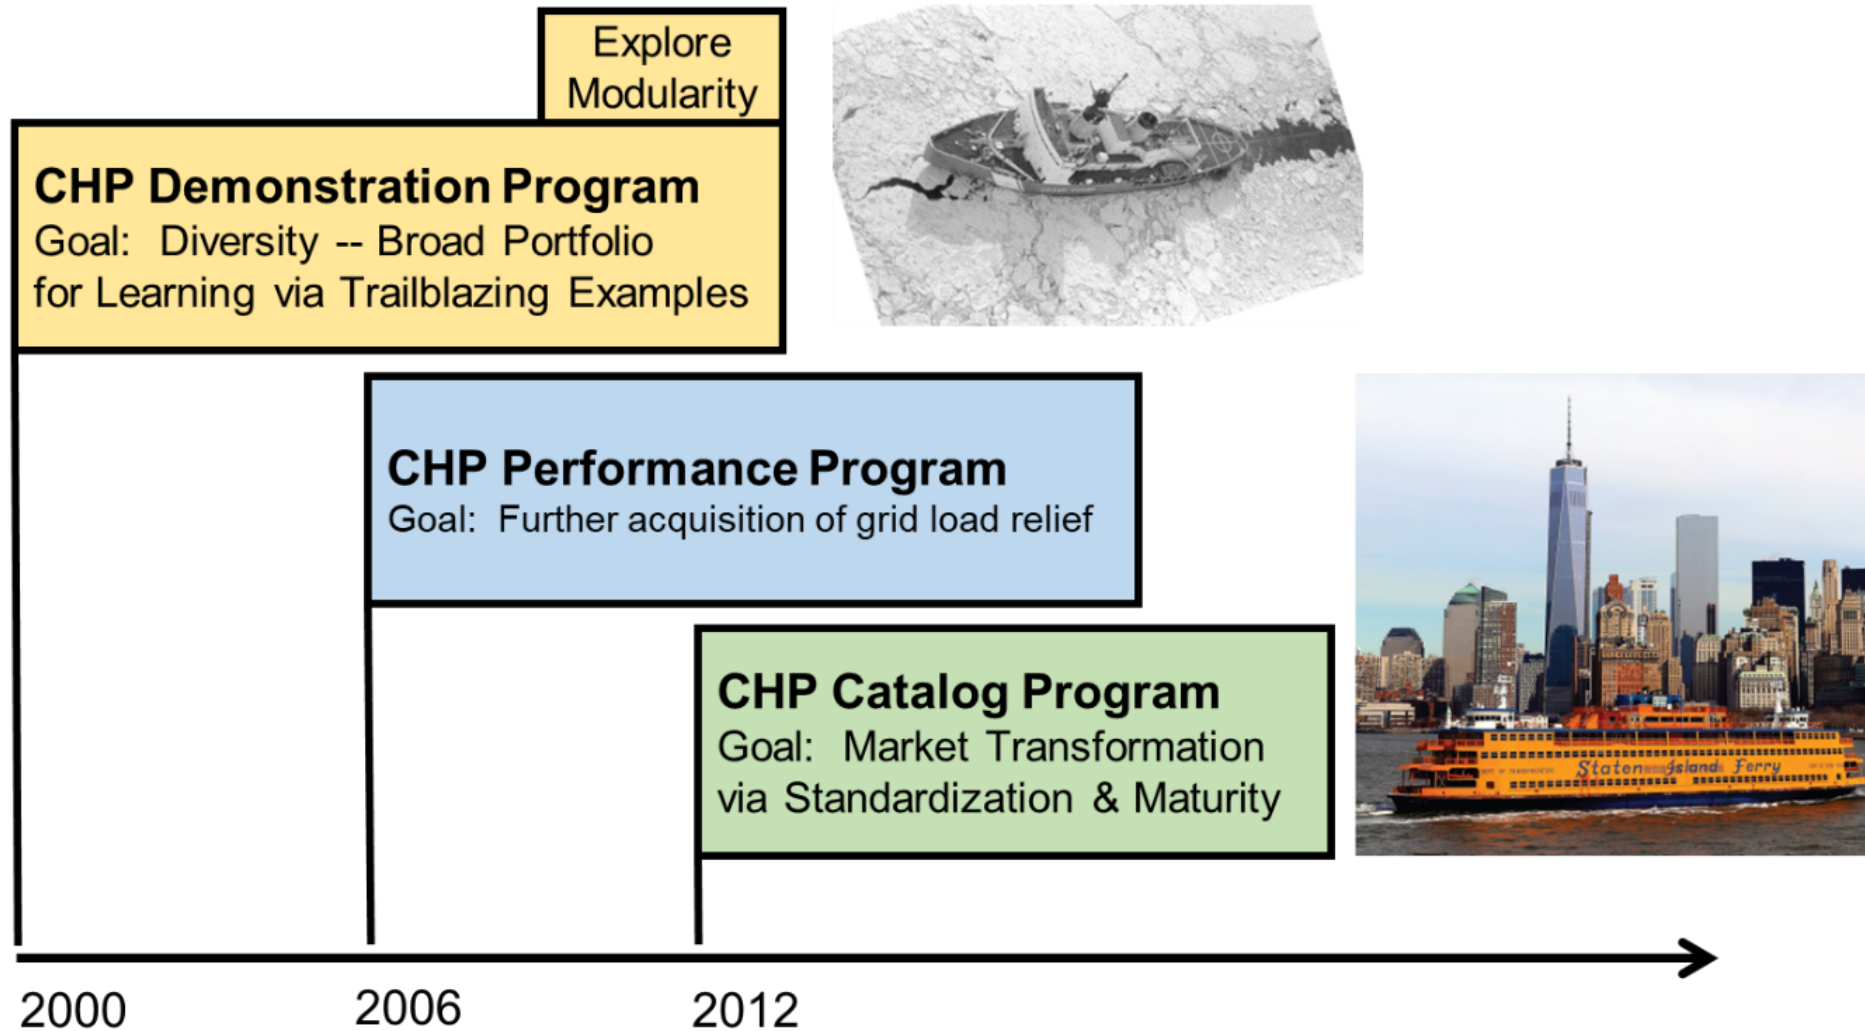 Explore
Modularity
CHP Demonstration Program
Goal: Diversity -- Broad Portfolio
for Learning via Trailblazing Examples
CHP Performance Program
Goal: Further acquisition of grid load relief
CHP Catalog Program
Goal: Market Transformation
via Standardization & Maturity
Staten Island Ferry
2000
2006
2012